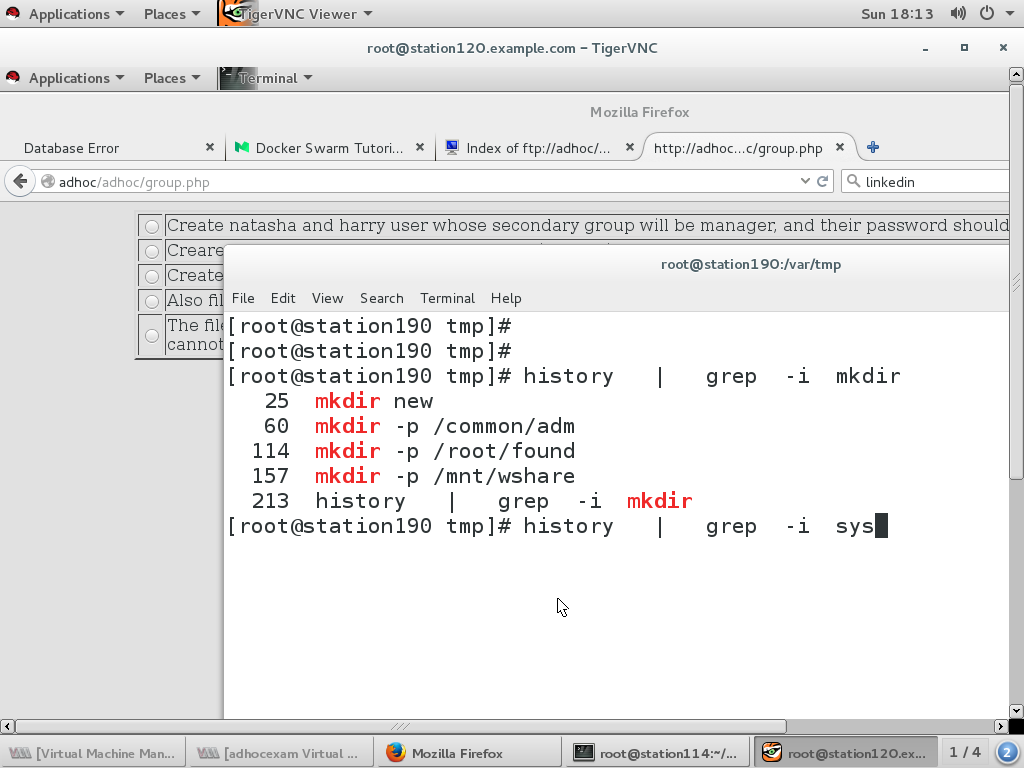 Applications Places TigerVNC Viewer Sun 18:13
root@station120.example.com – TigerVNC
Applications Places Terminal
Mozilla Firefox
Database Error Docker Swarm Tutori... Index of ftp://adhoc/... http://adhoc...c/group.php
adhoc/adhoc/group.php linkedin
Create natasha and harry user whose secondary group will be manager, and their password should
Creare
Create
Also fil
The file
cannot
root@station190:/var/tmp
File Edit View Search Terminal Help
[root@station190 tmp]#
[root@station190 tmp]#
[root@station190 tmp]# history | grep -i mkdir
25 mkdir new
60 mkdir -p /common/adm
114 mkdir -p /root/found
157 mkdir -p /mnt/wshare
213 history | grep -i mkdir
[root@station190 tmp]# history | grep -i sys
[Virtual Machine Man... [adhocexam Virtual ... Mozilla Firefox root@station114:~/... root@station120.ex... 1 / 4 2